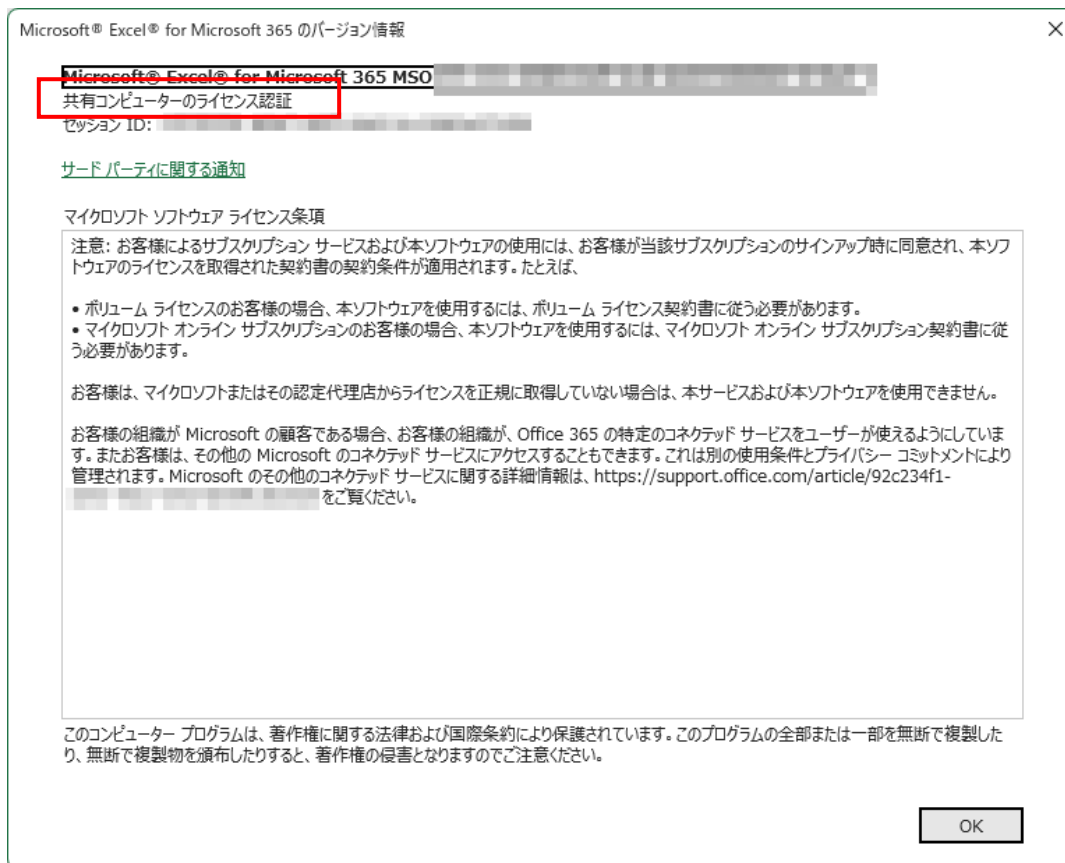 Microsoft® Excel® for Microsoft 365 のバージョン情報
Microsoft® Excel® for Microsoft 365 MSO
共有コンピューターのライセンス認証
セッション ID:
サード パーティに関する通知
マイクロソフト ソフトウェア ライセンス条項
注意: お客様によるサブスクリプション サービスおよび本ソフトウェアの使用には、お客様が当該サブスクリプションのサインアップ時に同意され、本ソフ
トウェアのライセンスを取得された契約書の契約条件が適用されます。たとえば、
• ボリューム ライセンスのお客様の場合、本ソフトウェアを使用するには、ボリューム ライセンス契約書に従う必要があります。
• マイクロソフト オンライン サブスクリプションのお客様の場合、本ソフトウェアを使用するには、マイクロソフト オンライン サブスクリプション契約書に従
う必要があります。
お客様は、マイクロソフトまたはその認定代理店からライセンスを正規に取得していない場合は、本サービスおよび本ソフトウェアを使用できません。
お客様の組織が Microsoft の顧客である場合、お客様の組織が、Office 365 の特定のコネクテッド サービスをユーザーが使えるようにしていま
す。またお客様は、その他の Microsoft のコネクテッド サービスにアクセスすることもできます。これは別の使用条件とプライバシー コミットメントにより
管理されます。Microsoft のその他のコネクテッド サービスに関する詳細情報は、https://support.office.com/article/92c234f1-
をご覧ください。
このコンピューター プログラムは、著作権に関する法律および国際条約により保護されています。このプログラムの全部または一部を無断で複製した
り、無断で複製物を頒布したりすると、著作権の侵害となりますのでご注意ください。
OK